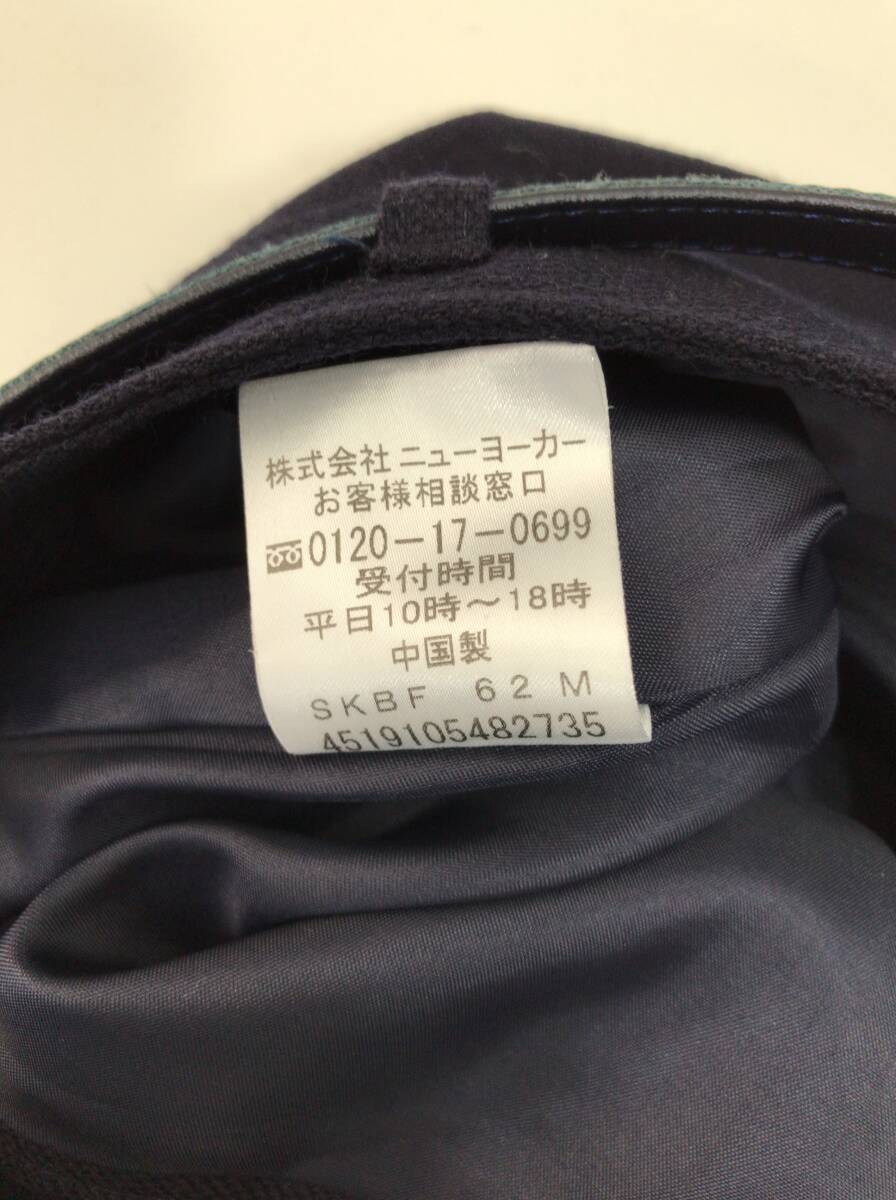 株式会社 ニューヨーカー
お客様相談窓口
0120-17-0699
受付時間
平日10時～18時
中国製
SKBF 62M
4519105482735